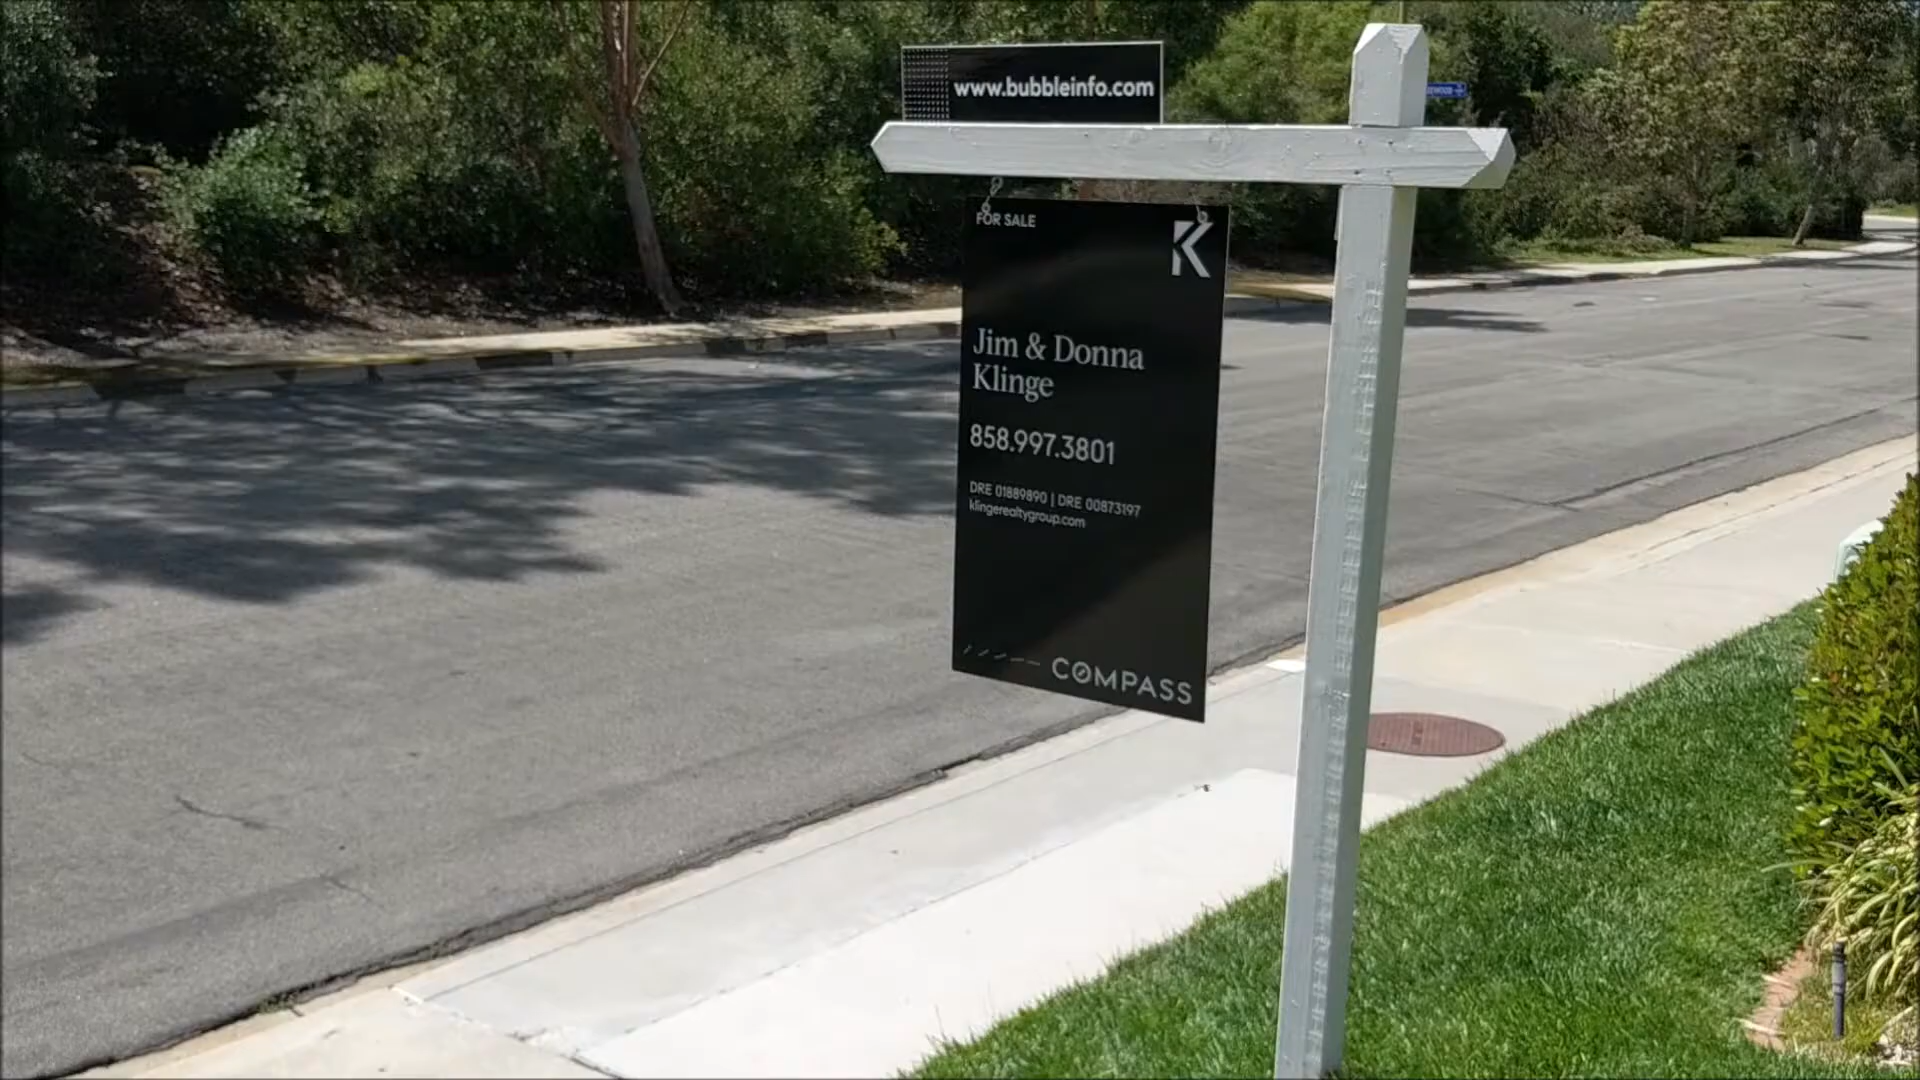 www.bubbleinfo.com
FOR SALE
K
Jim & Donna
Klinge
858.997.3801
DRE 01889890 | DRE 00873197
klingerealtygroup.com
COMPASS